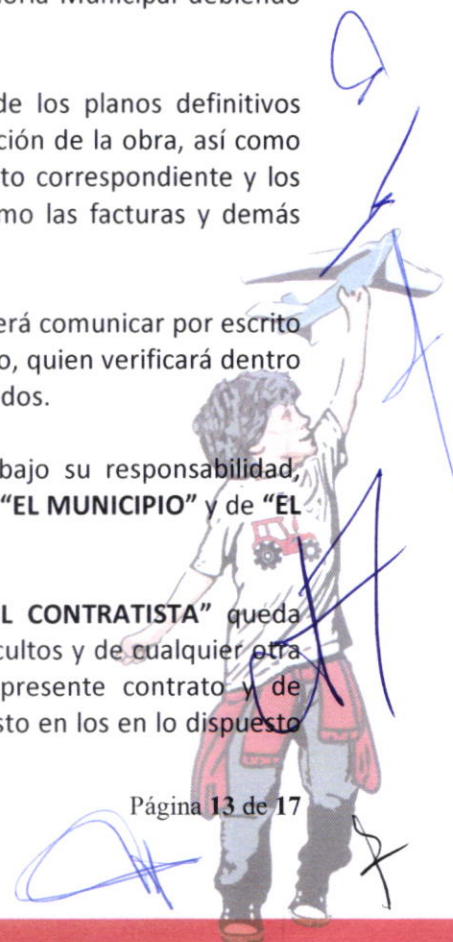 Municipal debiendo
de los planos definitivos
ción de la obra, así como
to correspondiente y los
mo las facturas y demás
erá comunicar por escrito
o, quien verificará dentro
dos.
bajo su responsabilidad,
"EL MUNICIPIO" y de "EL
L CONTRATISTA" queda
cultos y de cualquier otra
presente contrato y de
sto en los en lo dispuesto
Página 13 de 17